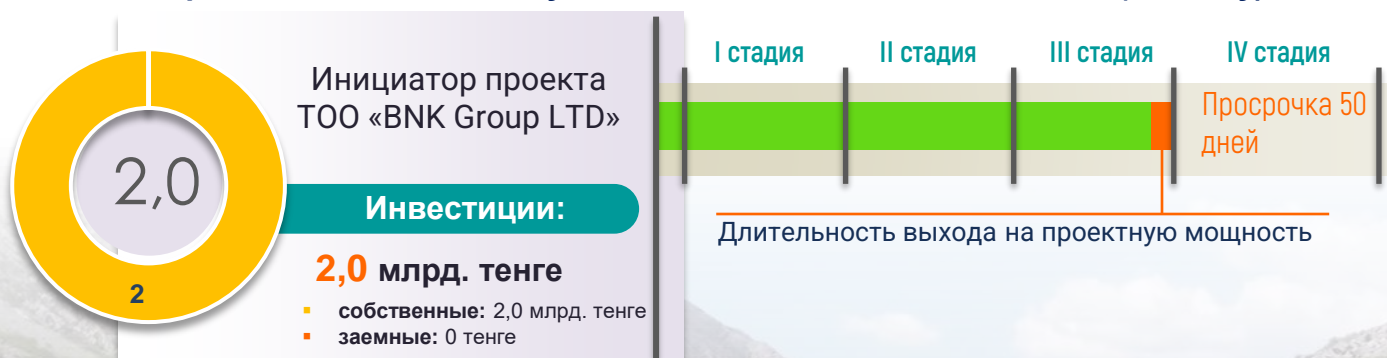 Инициатор проекта
ТОО «BNK Group LTD»
2,0
2
Инвестиции:
2,0 млрд. тенге
собственные: 2,0 млрд. тенге
заемные: 0 тенге
I стадия
II стадия
III стадия
IV стадия
Просрочка 50
дней
Длительность выхода на проектную мощность